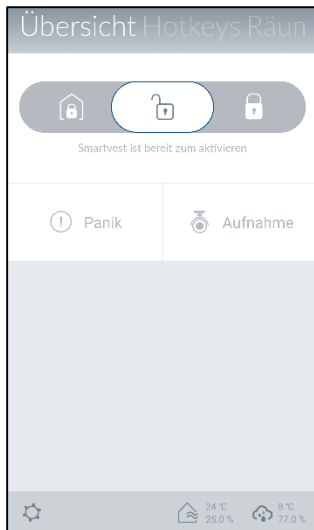 Übersicht Hotkeys Räun
Smartvest ist bereit zum aktivieren
Panik Aufnahme
24 °C 8 °C
25.0 % 77.0 %